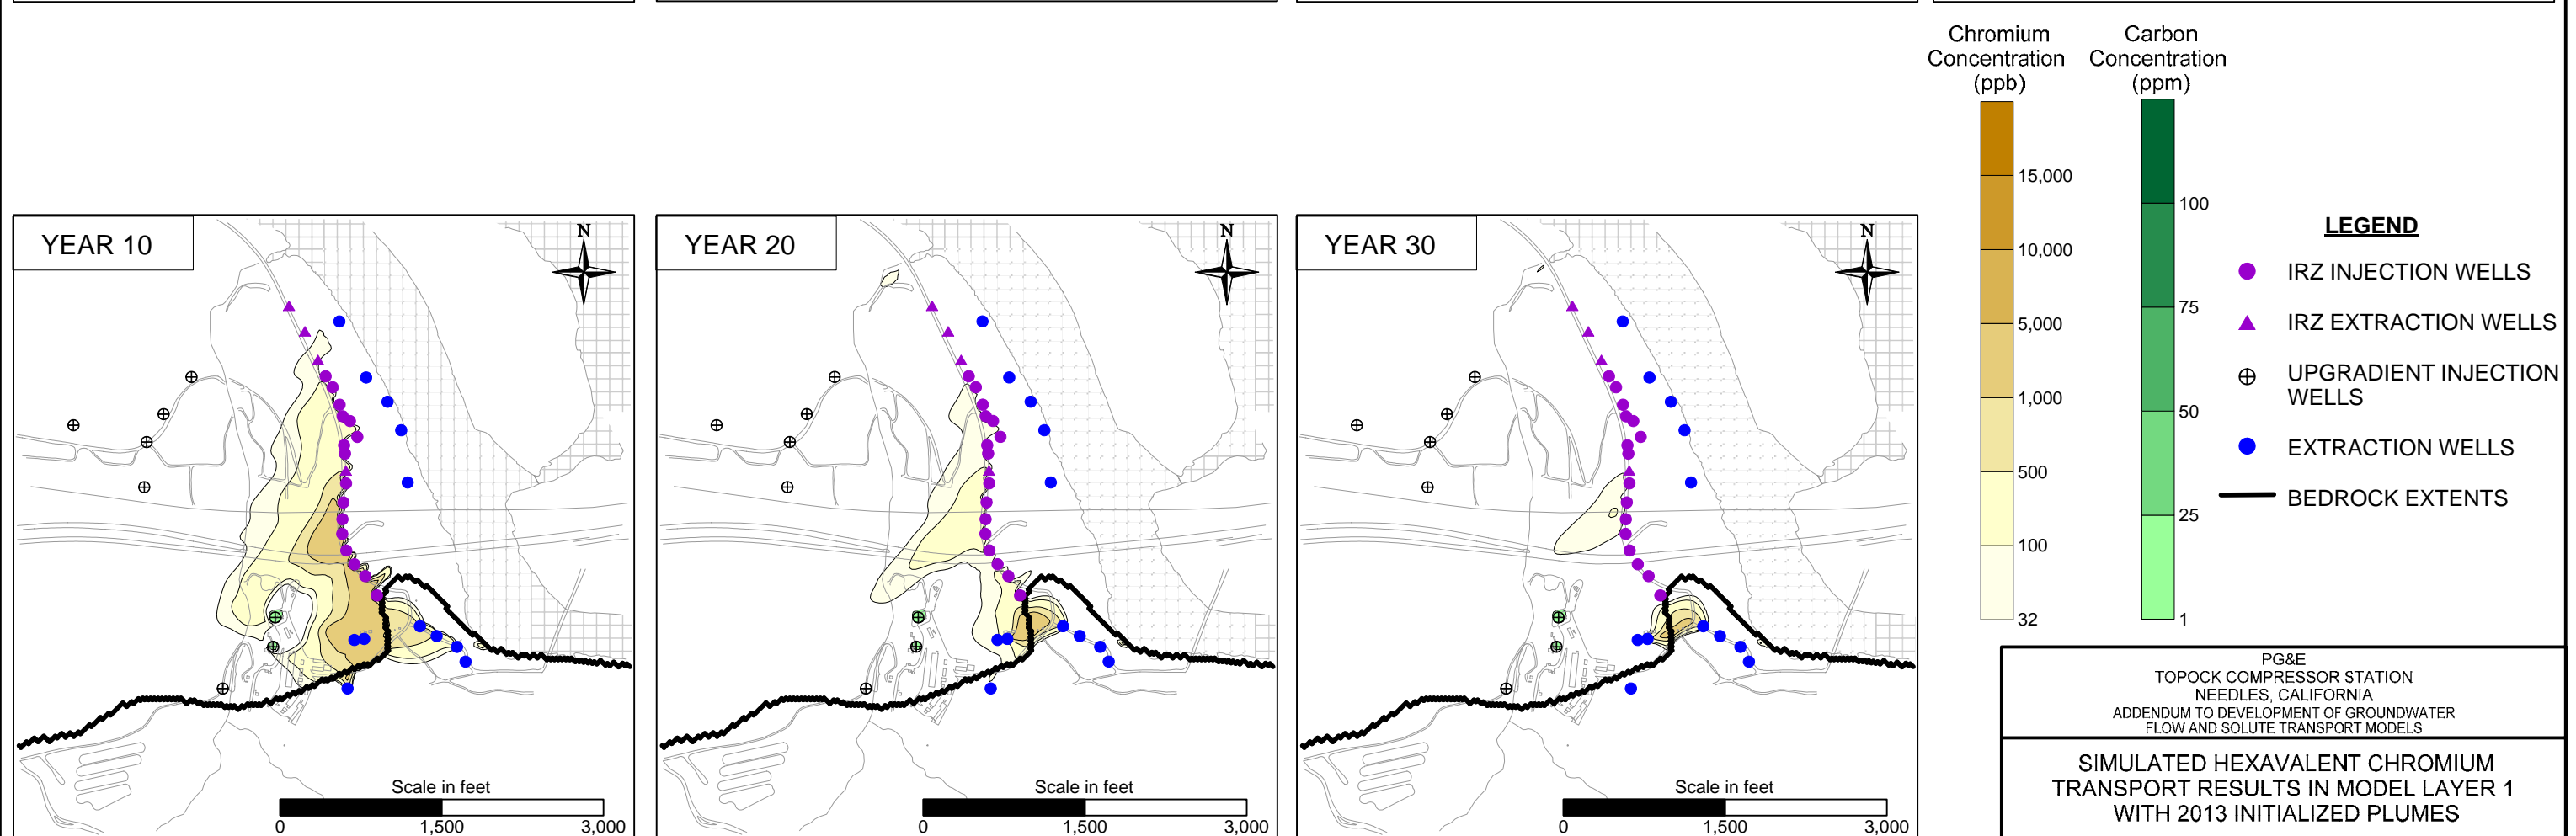 YEAR 10
N
Scale in feet
0
1,500
3,000
YEAR 20
N
Scale in feet
0
1,500
3,000
YEAR 30
N
Scale in feet
0
1,500
3,000
Chromium
Concentration
(ppb)
15,000
10,000
5,000
1,000
500
100
32
Carbon
Concentration
(ppm)
100
75
50
25
1
LEGEND
IRZ INJECTION WELLS
IRZ EXTRACTION WELLS
UPGRADIENT INJECTION
WELLS
EXTRACTION WELLS
BEDROCK EXTENTS
PG&E
TOPOCK COMPRESSOR STATION
NEEDLES, CALIFORNIA
ADDENDUM TO DEVELOPMENT OF GROUNDWATER
FLOW AND SOLUTE TRANSPORT MODELS
SIMULATED HEXAVALENT CHROMIUM
TRANSPORT RESULTS IN MODEL LAYER 1
WITH 2013 INITIALIZED PLUMES